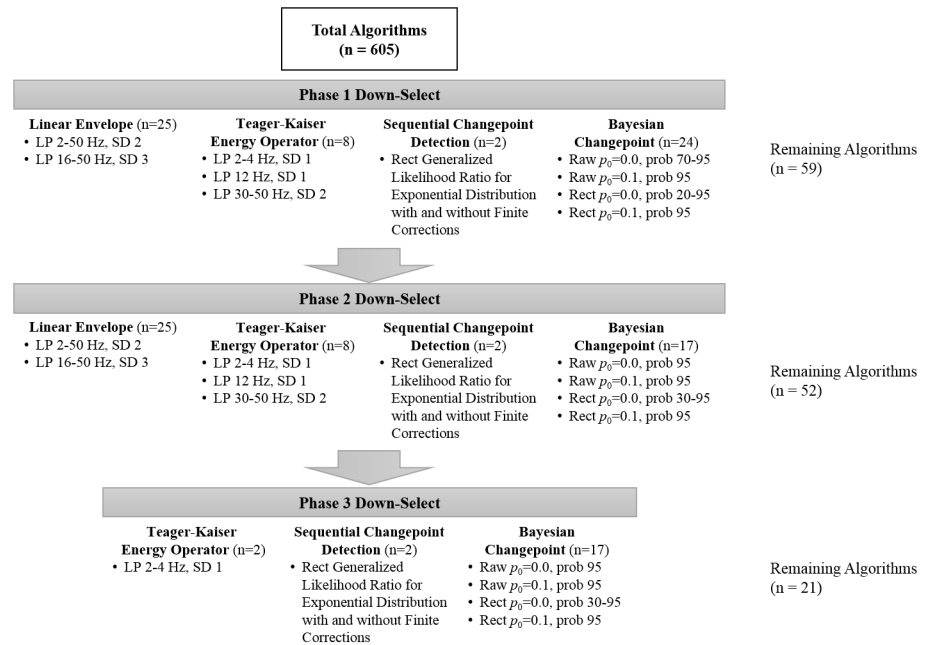 Total Algorithms
(n = 605)
Phase 1 Down-Select
Linear Envelope (n=25)
• LP 2-50 Hz, SD 2
• LP 16-50 Hz, SD 3
Teager-Kaiser
Energy Operator (n=8)
• LP 2-4 Hz, SD 1
• LP 12 Hz, SD 1
• LP 30-50 Hz, SD 2
Sequential Changepoint
Detection (n=2)
• Rect Generalized
Likelihood Ratio for
Exponential Distribution
with and without Finite
Corrections
Bayesian
Changepoint (n=24)
• Raw p₀=0.0, prob 70-95
• Raw p₀=0.1, prob 95
• Rect p₀=0.0, prob 20-95
• Rect p₀=0.1, prob 95
Remaining Algorithms
(n = 59)
Phase 2 Down-Select
Linear Envelope (n=25)
• LP 2-50 Hz, SD 2
• LP 16-50 Hz, SD 3
Teager-Kaiser
Energy Operator (n=8)
• LP 2-4 Hz, SD 1
• LP 12 Hz, SD 1
• LP 30-50 Hz, SD 2
Sequential Changepoint
Detection (n=2)
• Rect Generalized
Likelihood Ratio for
Exponential Distribution
with and without Finite
Corrections
Bayesian
Changepoint (n=17)
• Raw p₀=0.0, prob 95
• Raw p₀=0.1, prob 95
• Rect p₀=0.0, prob 30-95
• Rect p₀=0.1, prob 95
Remaining Algorithms
(n = 52)
Phase 3 Down-Select
Teager-Kaiser
Energy Operator (n=2)
• LP 2-4 Hz, SD 1
Sequential Changepoint
Detection (n=2)
• Rect Generalized
Likelihood Ratio for
Exponential Distribution
with and without Finite
Corrections
Bayesian
Changepoint (n=17)
• Raw p₀=0.0, prob 95
• Raw p₀=0.1, prob 95
• Rect p₀=0.0, prob 30-95
• Rect p₀=0.1, prob 95
Remaining Algorithms
(n = 21)